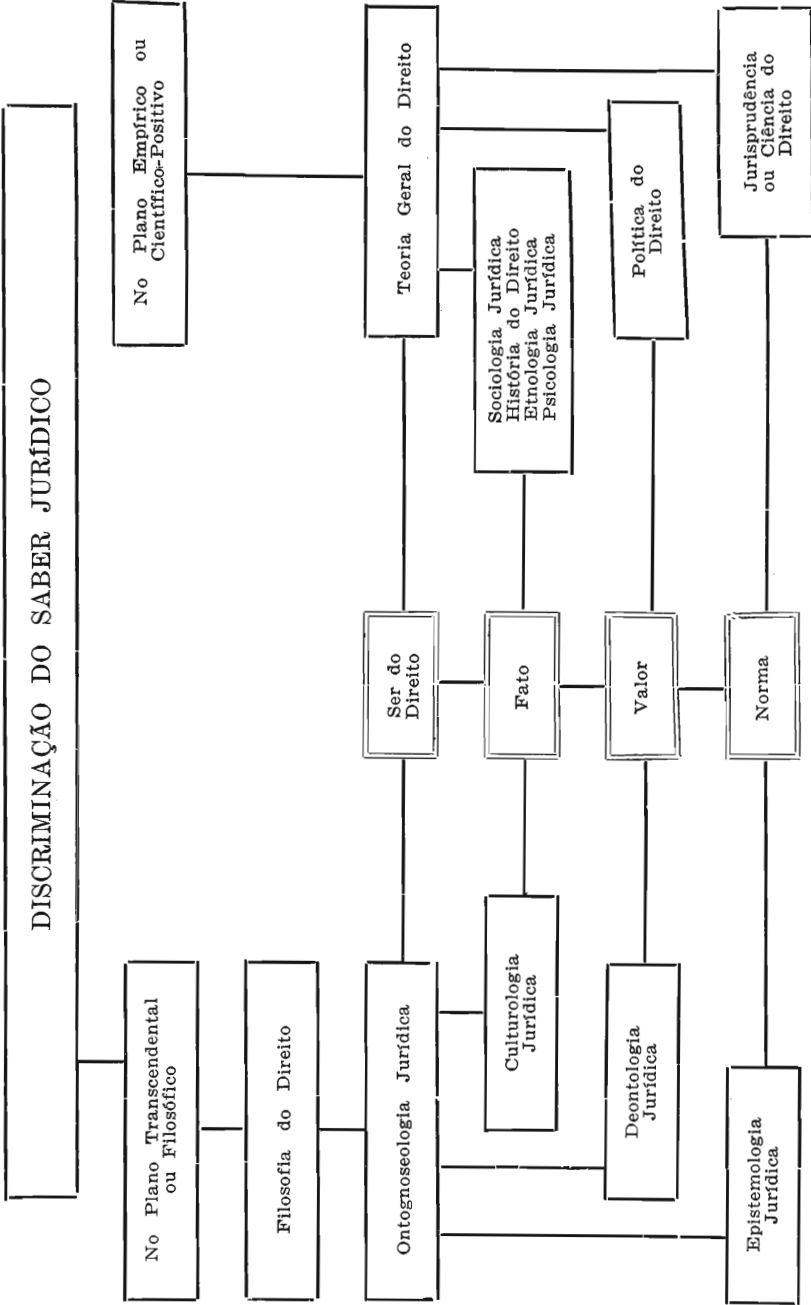 DISCRIMINAÇÃO DO SABER JURÍDICO
No Plano Transcendental
ou Filosófico
No Plano Empírico ou
Científico-Positivo
Filosofia do Direito
Ontognoseologia Jurídica
Ser do
Direito
Teoria Geral do Direito
Culturologia
Jurídica
Fato
Sociologia Jurídica
História do Direito
Etnologia Jurídica
Psicologia Jurídica
Deontologia
Jurídica
Valor
Política do
Direito
Epistemologia
Jurídica
Norma
Jurisprudência
ou Ciência do
Direito